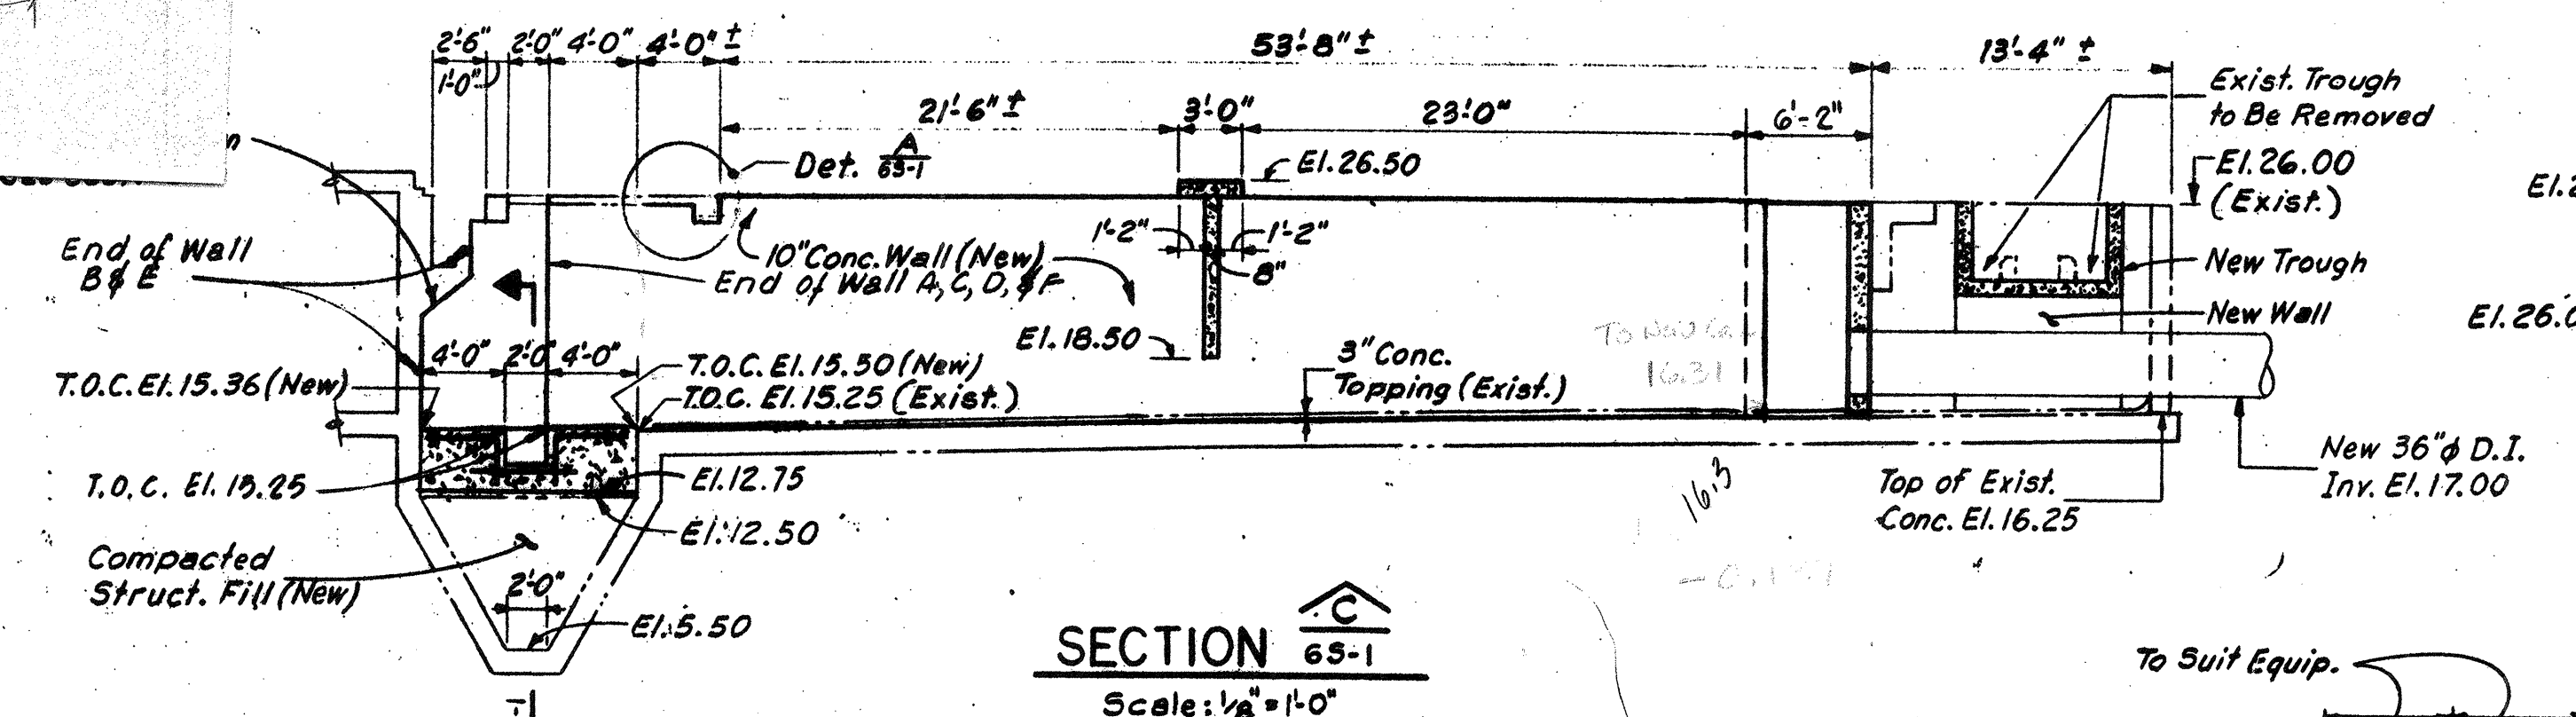 2'-6" 2'-0" 4'-0" 4'-0" ± 53'-8" ± 13'-4" ±
1'-0"
21'-6" ± 3'-0" 23'-0" 6'-2"
Exist. Trough
to Be Removed
Det. A
6S-1
El. 26.50
El. 26.00
(Exist.)
End of Wall
B & E
10" Conc. Wall (New)
End of Wall A, C, D, & F
1'-2" 1'-2"
8"
New Trough
New Wall
El. 26.0
El. 18.50
4'-0" 2'-0" 4'-0"
T.O.C. El. 15.36 (New)
T.O.C. El. 15.50 (New)
T.O.C. El. 15.25 (Exist.)
3" Conc.
Topping (Exist.)
16.31
T.O.C. El. 13.25
El. 12.75
El. 12.50
16.3
Top of Exist.
Conc. El. 16.25
New 36"ϕ D.I.
Inv. El. 17.00
Compacted
Struct. Fill (New)
2'-0"
El. 5.50
SECTION C
6S-1
Scale: 1/8" = 1'-0"
To Suit Equip.